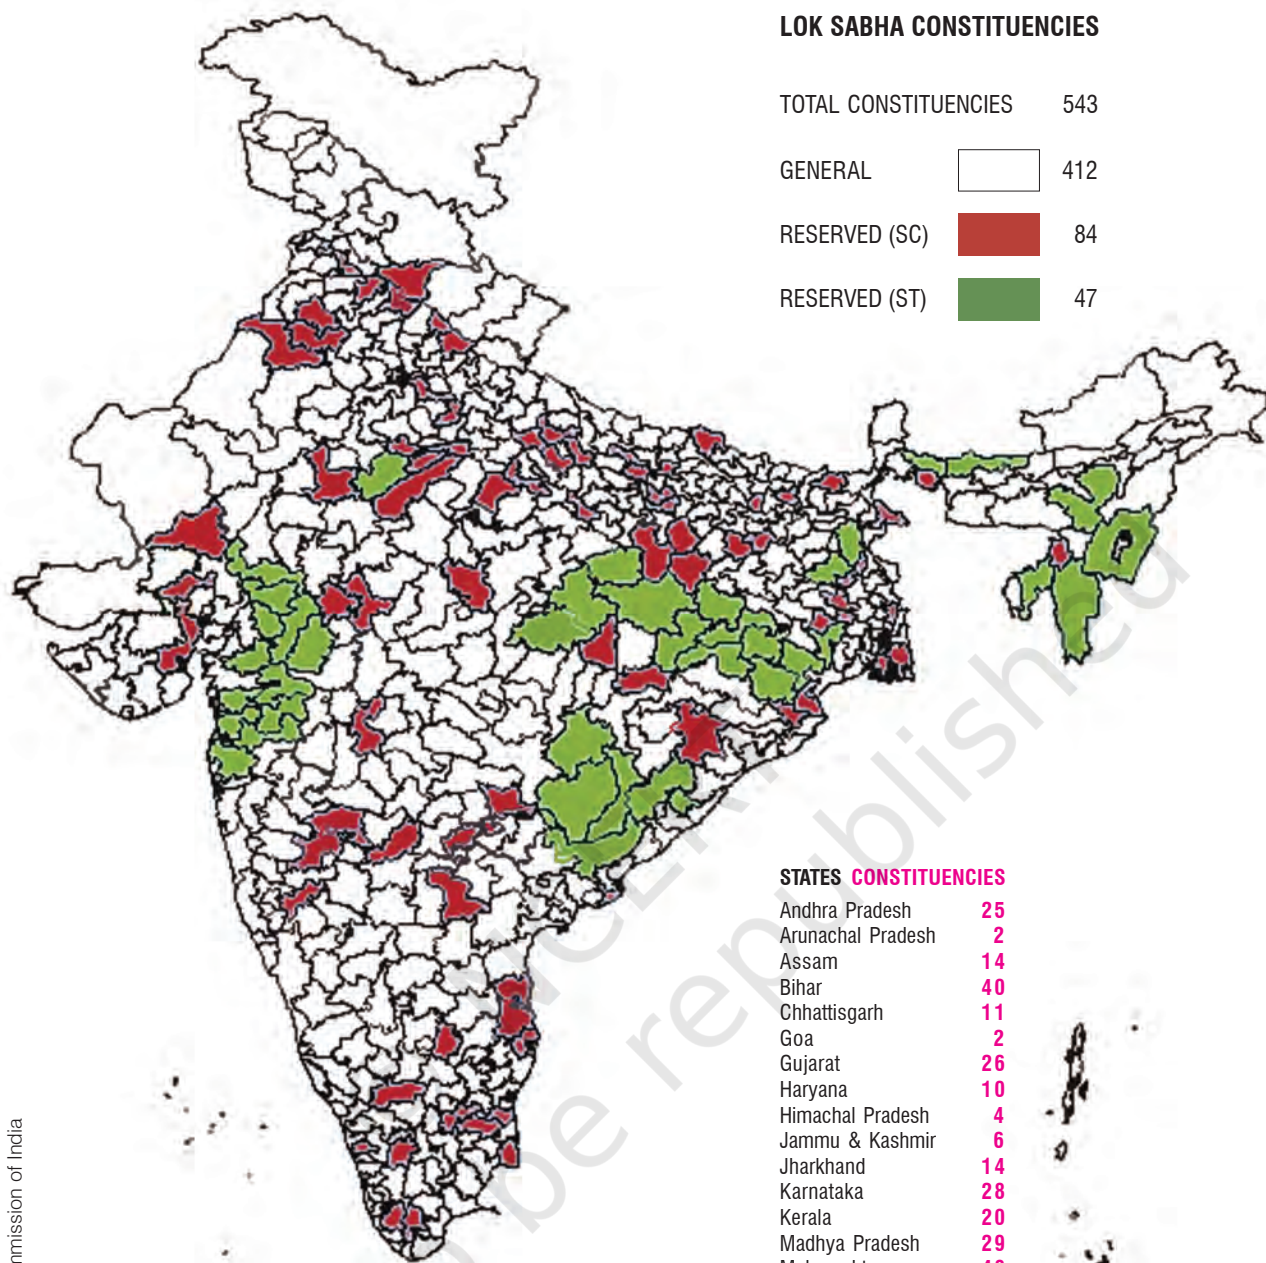 LOK SABHA CONSTITUENCIES
TOTAL CONSTITUENCIES 543
GENERAL 412
RESERVED (SC) 84
RESERVED (ST) 47
STATES CONSTITUENCIES
Andhra Pradesh 25
Arunachal Pradesh 2
Assam 14
Bihar 40
Chhattisgarh 11
Goa 2
Gujarat 26
Haryana 10
Himachal Pradesh 4
Jammu & Kashmir 6
Jharkhand 14
Karnataka 28
Kerala 20
Madhya Pradesh 29
of India
be republished